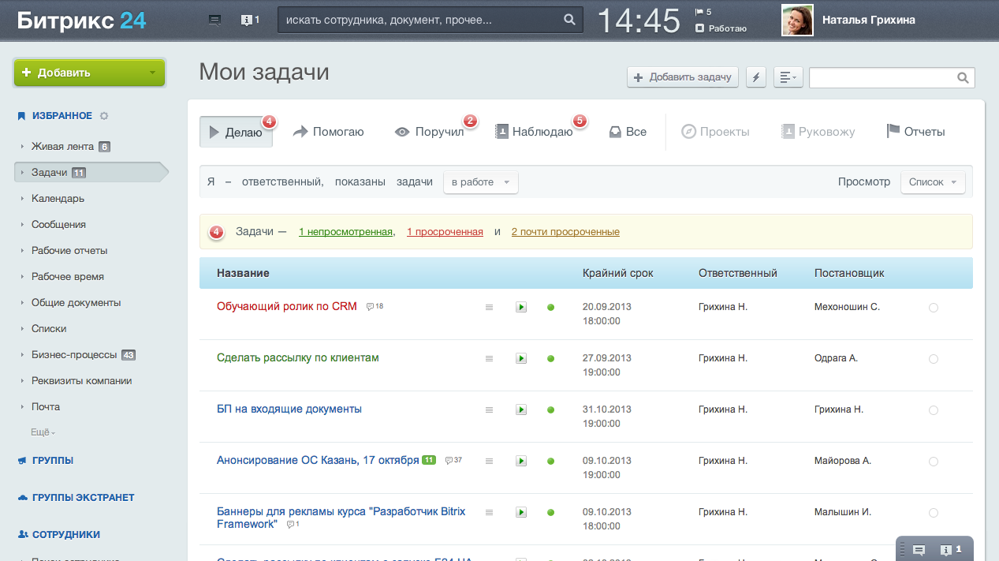 Битрикс 24
1
искать сотрудника, документ, прочее...
14:45
5
Работаю
Наталья Грихина
Добавить
ИЗБРАННОЕ
Живая лента 6
Задачи 11
Календарь
Сообщения
Рабочие отчеты
Рабочее время
Общие документы
Списки
Бизнес-процессы 43
Реквизиты компании
Почта
Ещё
ГРУППЫ
ГРУППЫ ЭКСТРАНЕТ
СОТРУДНИКИ
Мои задачи
Добавить задачу
Делаю 4
Помогаю
Поручил 2
Наблюдаю 5
Все
Проекты
Руковожу
Отчеты
Я – ответственный, показаны задачи в работе
Просмотр Список
4 Задачи — 1 непросмотренная, 1 просроченная и 2 почти просроченные
Название Крайний срок Ответственный Постановщик
Обучающий ролик по CRM 18 20.09.2013 Грихина Н. Мехоношин С.
18:00:00
Сделать рассылку по клиентам 27.09.2013 Грихина Н. Одрага А.
19:00:00
БП на входящие документы 31.10.2013 Грихина Н. Грихина Н.
19:00:00
Анонсирование ОС Казань, 17 октября 11 37 09.10.2013 Грихина Н. Майорова А.
19:00:00
Баннеры для рекламы курса "Разработчик Bitrix 09.10.2013 Грихина Н. Малышин И.
Framework" 1 18:00:00
1